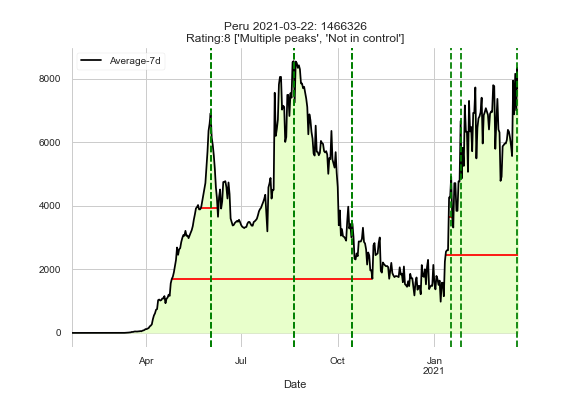 Peru 2021-03-22: 1466326
Rating:8 ['Multiple peaks', 'Not in control']
Average-7d
8000
6000
4000
2000
0
Apr
Jul
Oct
Jan
2021
Date